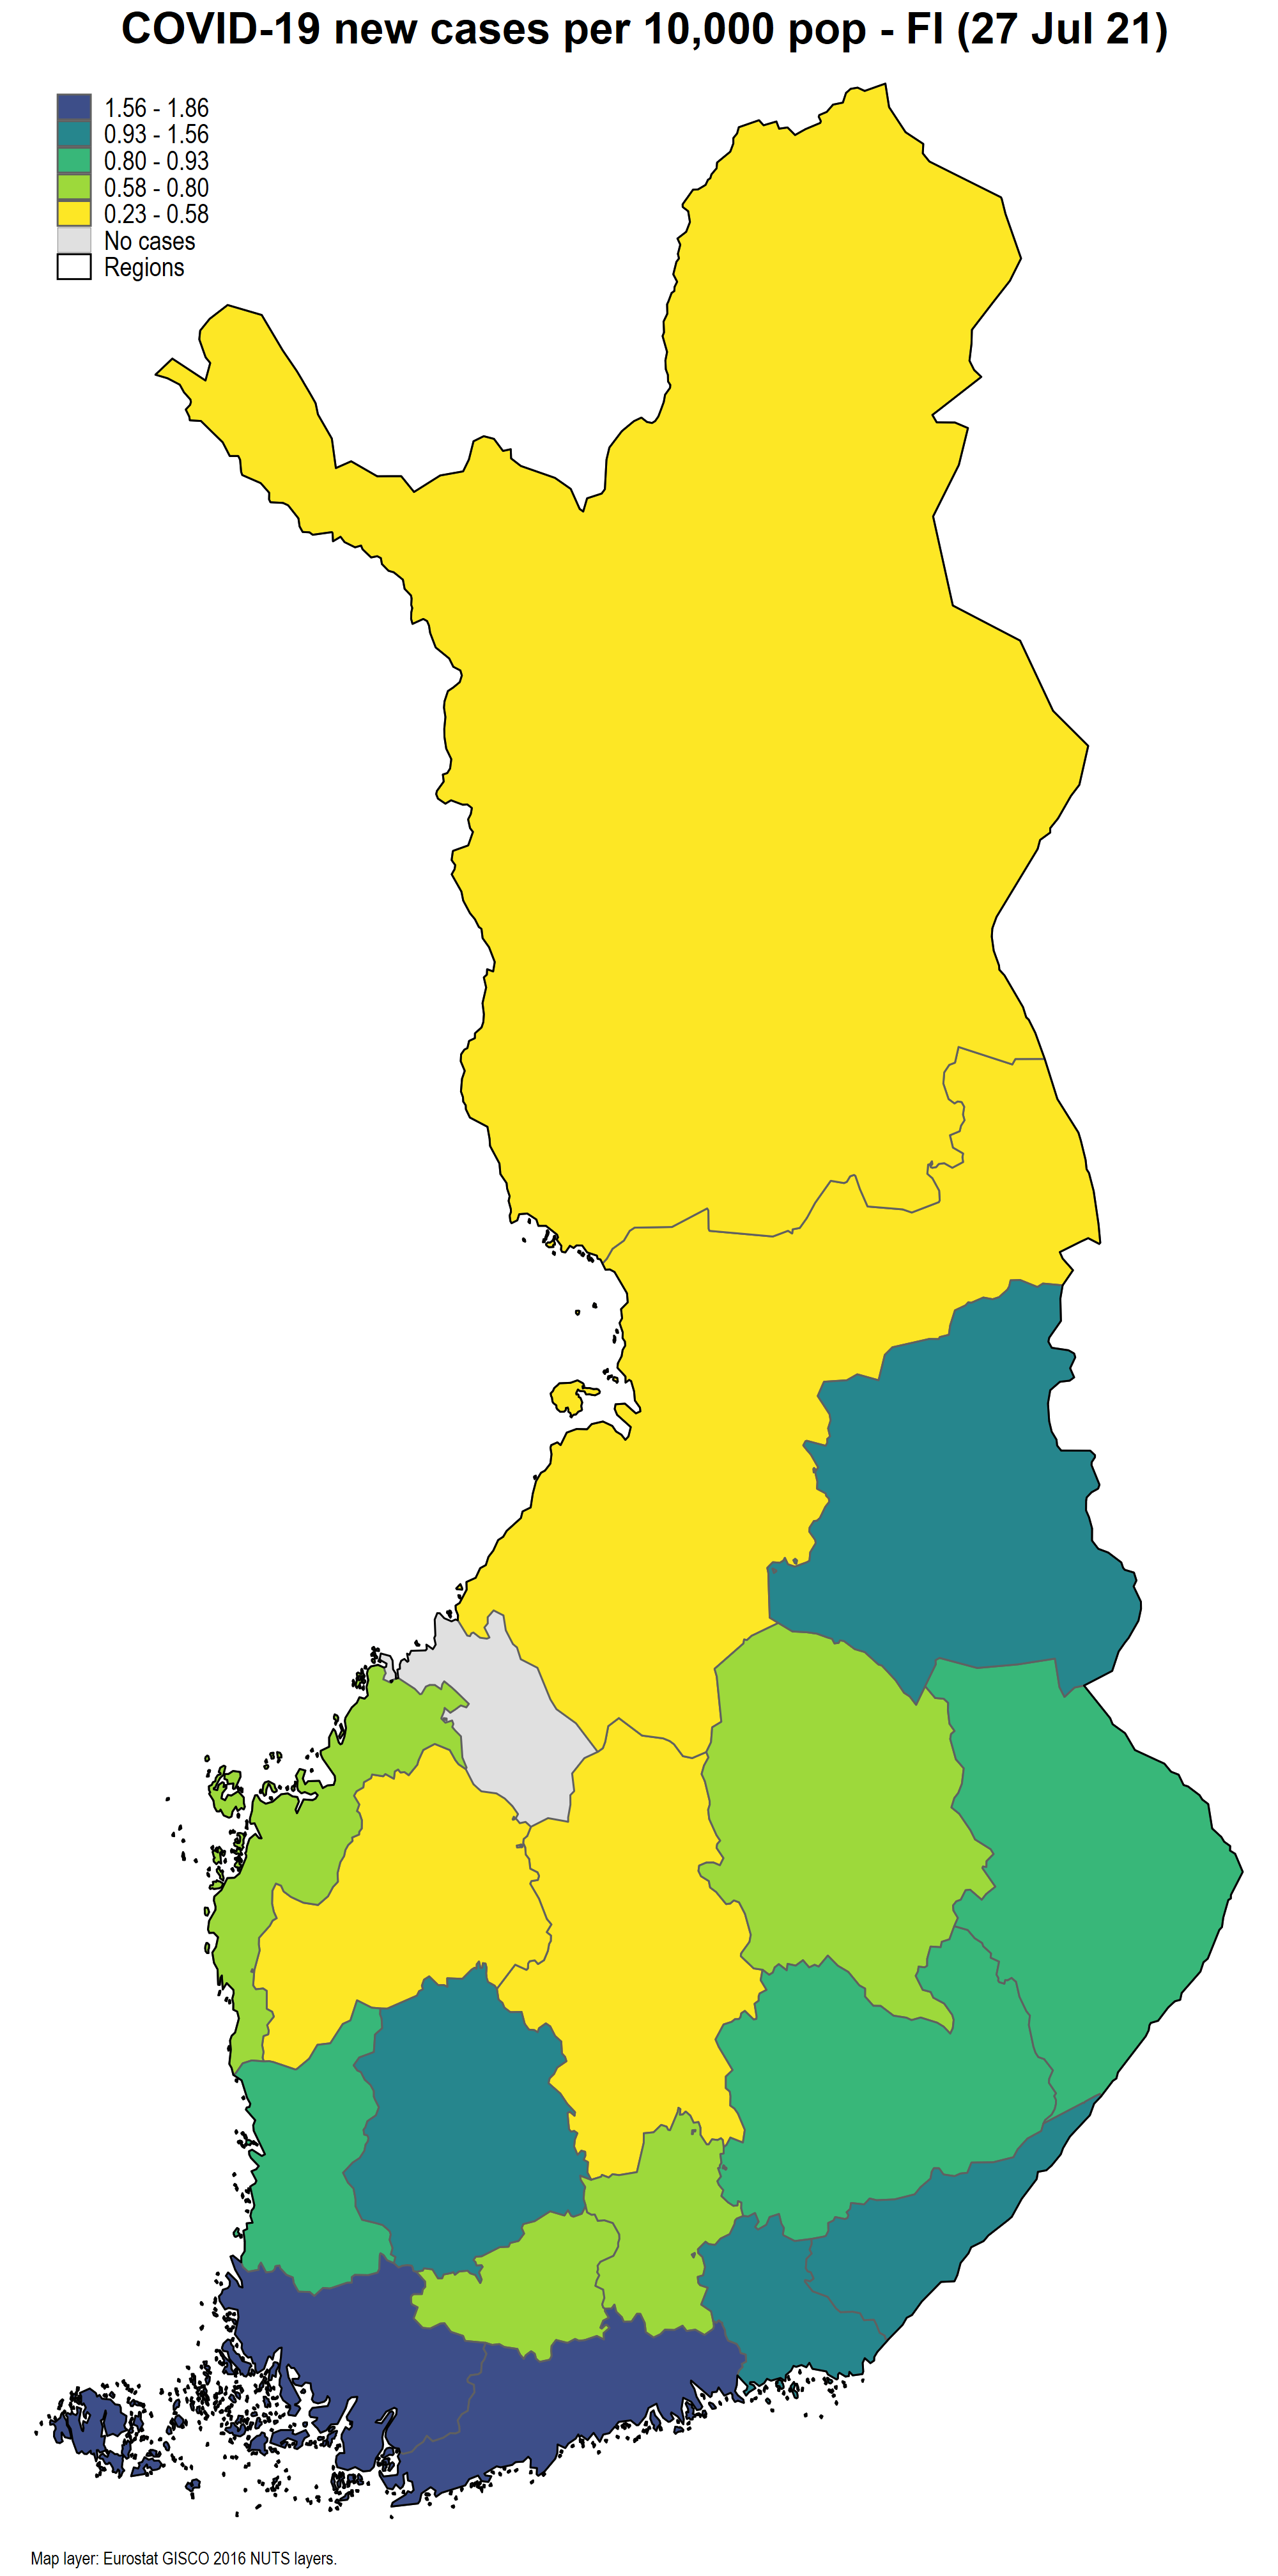 COVID-19 new cases per 10,000 pop - FI (27 Jul 21)
1.56 - 1.86
0.93 - 1.56
0.80 - 0.93
0.58 - 0.80
0.23 - 0.58
No cases
Regions
Map layer: Eurostat GISCO 2016 NUTS layers.